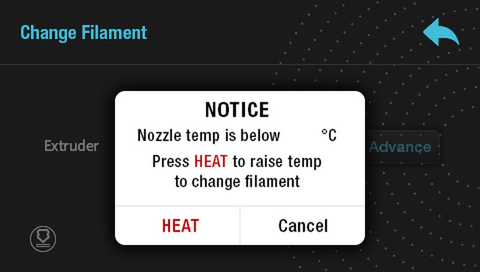 Change Filament
NOTICE
Nozzle temp is below °C
Press HEAT to raise temp
to change filament
Extruder
Advance
HEAT
Cancel